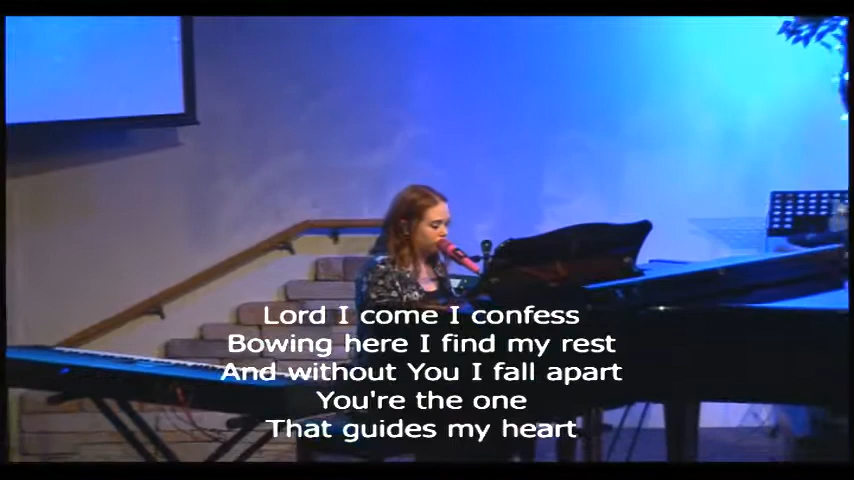 Lord I come I confess
Bowing here I find my rest
And without You I fall apart
You're the one
That guides my heart